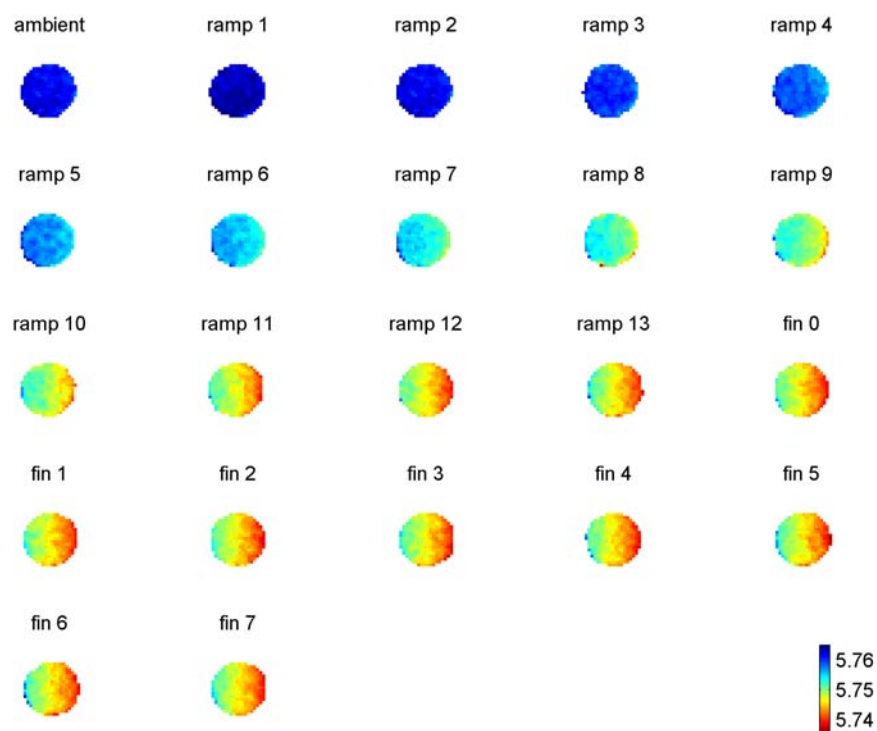 ambient ramp 1 ramp 2 ramp 3 ramp 4
ramp 5 ramp 6 ramp 7 ramp 8 ramp 9
ramp 10 ramp 11 ramp 12 ramp 13 fin 0
fin 1 fin 2 fin 3 fin 4 fin 5
fin 6 fin 7
5.76
5.75
5.74